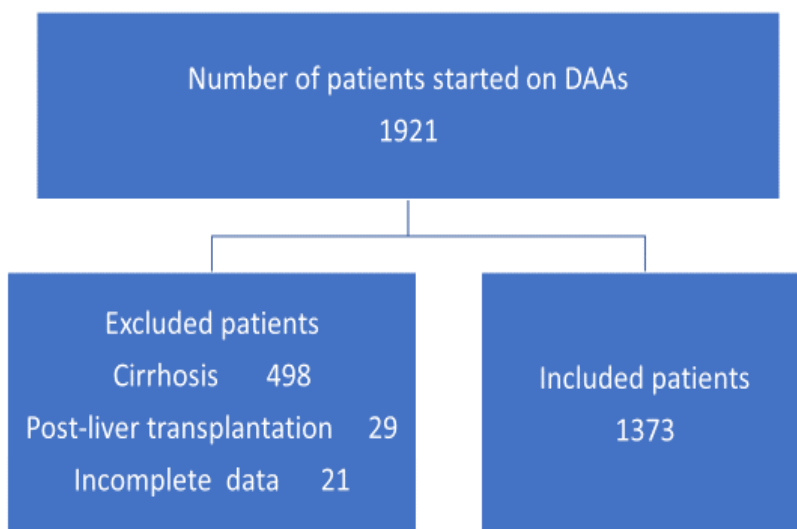 Number of patients started on DAAs
1921
Excluded patients
Cirrhosis 498
Post-liver transplantation 29
Incomplete data 21
Included patients
1373